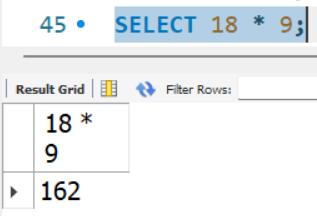 45 SELECT 18 * 9;
Result Grid Filter Rows:
18 *
9
162